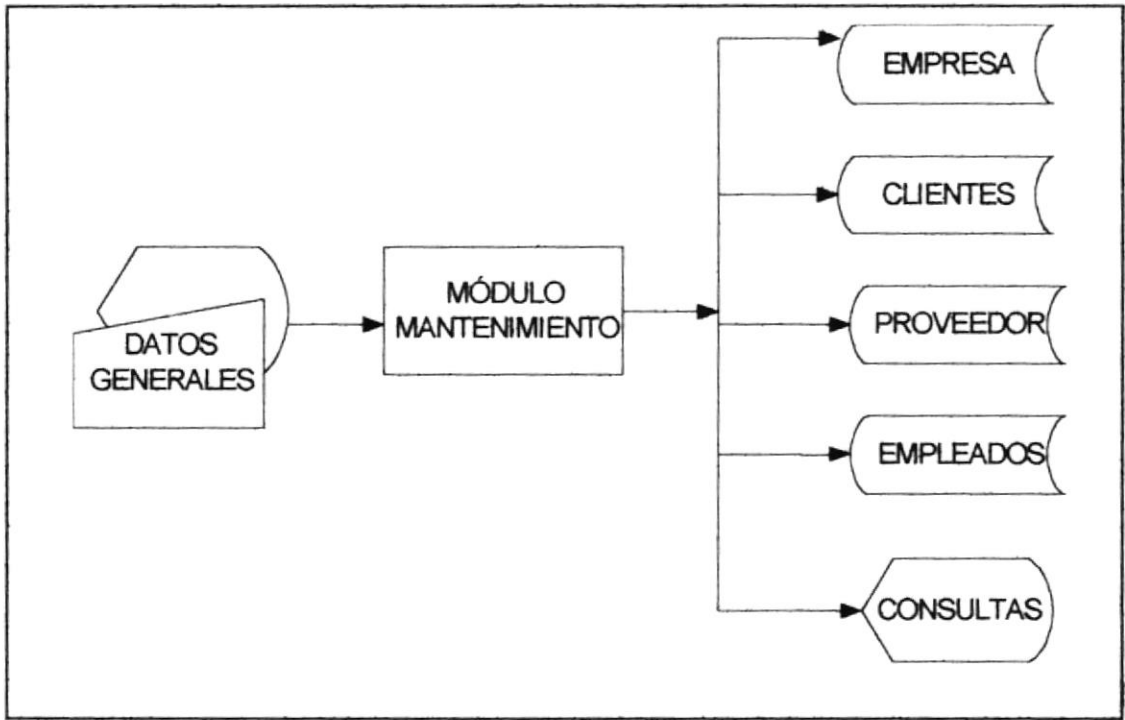 DATOS
GENERALES
MÓDULO
MANTENIMIENTO
EMPRESA
CLIENTES
PROVEEDOR
EMPLEADOS
CONSULTAS